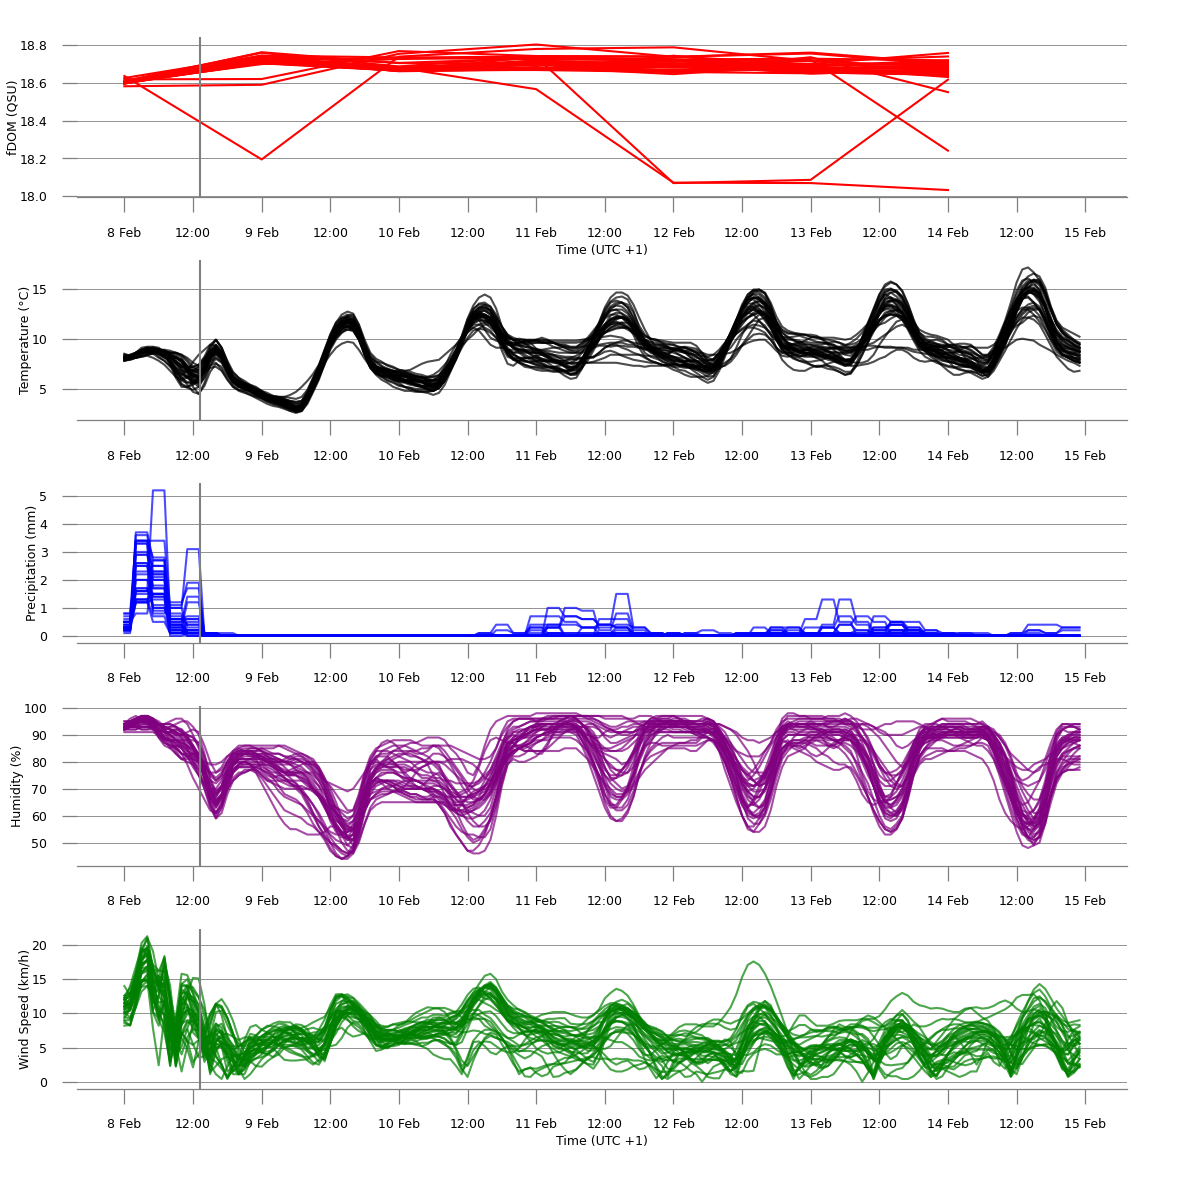 fDOM (QSU)
18.8
18.6
18.4
18.2
18.0
8 Feb 12:00 9 Feb 12:00 10 Feb 12:00 11 Feb 12:00 12 Feb 12:00 13 Feb 12:00 14 Feb 12:00 15 Feb
Time (UTC +1)
Temperature (°C)
15
10
5
8 Feb 12:00 9 Feb 12:00 10 Feb 12:00 11 Feb 12:00 12 Feb 12:00 13 Feb 12:00 14 Feb 12:00 15 Feb
Precipitation (mm)
5
4
3
2
1
0
8 Feb 12:00 9 Feb 12:00 10 Feb 12:00 11 Feb 12:00 12 Feb 12:00 13 Feb 12:00 14 Feb 12:00 15 Feb
Humidity (%)
100
90
80
70
60
50
8 Feb 12:00 9 Feb 12:00 10 Feb 12:00 11 Feb 12:00 12 Feb 12:00 13 Feb 12:00 14 Feb 12:00 15 Feb
Wind Speed (km/h)
20
15
10
5
0
8 Feb 12:00 9 Feb 12:00 10 Feb 12:00 11 Feb 12:00 12 Feb 12:00 13 Feb 12:00 14 Feb 12:00 15 Feb
Time (UTC +1)